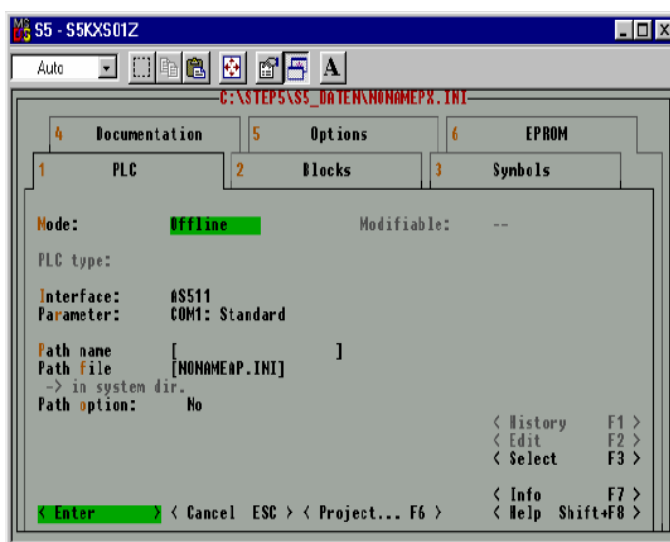 S5 - S5KXS01Z
Auto
A
C:\STEP5\S5_DATEN\NONAMEPX.INI
4 Documentation 5 Options 6 EPROM
1 PLC 2 Blocks 3 Symbols
Mode: Offline Modifiable: --
PLC type:
Interface: AS511
Parameter: COM1: Standard
Path name [ ]
Path file [NONAMEAP.INI]
-> in system dir.
Path option: No
< History F1 >
< Edit F2 >
< Select F3 >
< Info F7 >
< Enter > < Cancel ESC > < Project... F6 > < Help Shift+F8 >